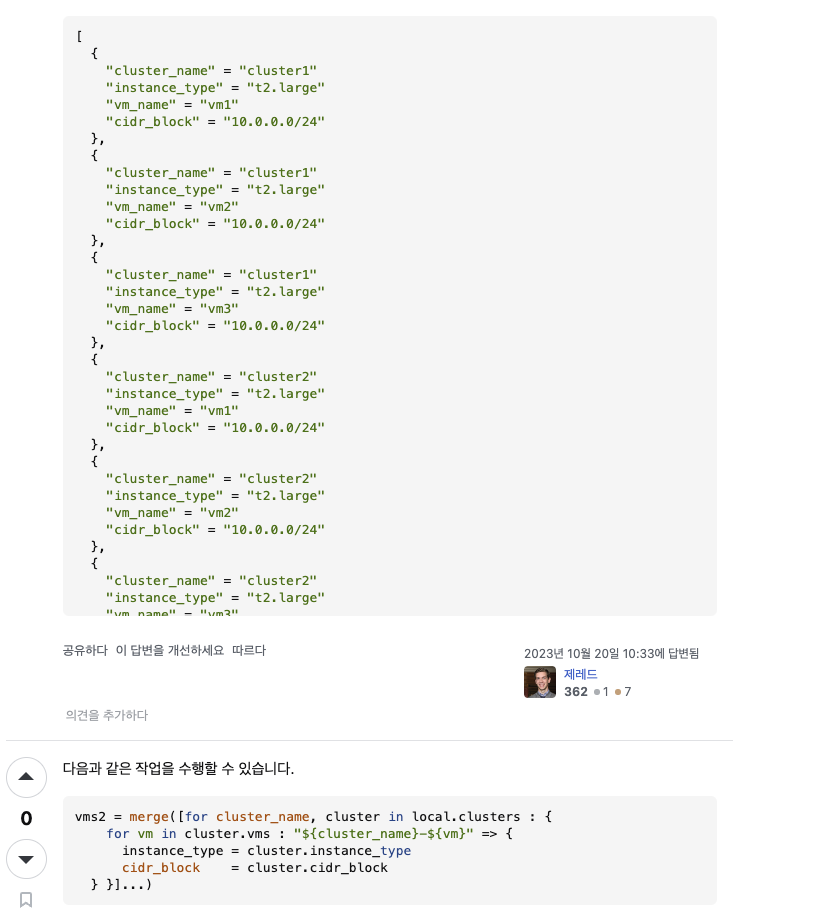 [
  {
    "cluster_name" = "cluster1"
    "instance_type" = "t2.large"
    "vm_name" = "vm1"
    "cidr_block" = "10.0.0.0/24"
  },
  {
    "cluster_name" = "cluster1"
    "instance_type" = "t2.large"
    "vm_name" = "vm2"
    "cidr_block" = "10.0.0.0/24"
  },
  {
    "cluster_name" = "cluster1"
    "instance_type" = "t2.large"
    "vm_name" = "vm3"
    "cidr_block" = "10.0.0.0/24"
  },
  {
    "cluster_name" = "cluster2"
    "instance_type" = "t2.large"
    "vm_name" = "vm1"
    "cidr_block" = "10.0.0.0/24"
  },
  {
    "cluster_name" = "cluster2"
    "instance_type" = "t2.large"
    "vm_name" = "vm2"
    "cidr_block" = "10.0.0.0/24"
  },
  {
    "cluster_name" = "cluster2"
    "instance_type" = "t2.large"
    "vm_name" = "vm3"
공유하다 이 답변을 개선하세요 따르다
2023년 10월 20일 10:33에 답변됨
제레드
362 ●1 ●7
의견을 추가하다
다음과 같은 작업을 수행할 수 있습니다.
0
vms2 = merge([for cluster_name, cluster in local.clusters : {
    for vm in cluster.vms : "${cluster_name}-${vm}" => {
      instance_type = cluster.instance_type
      cidr_block    = cluster.cidr_block
  } }]...)